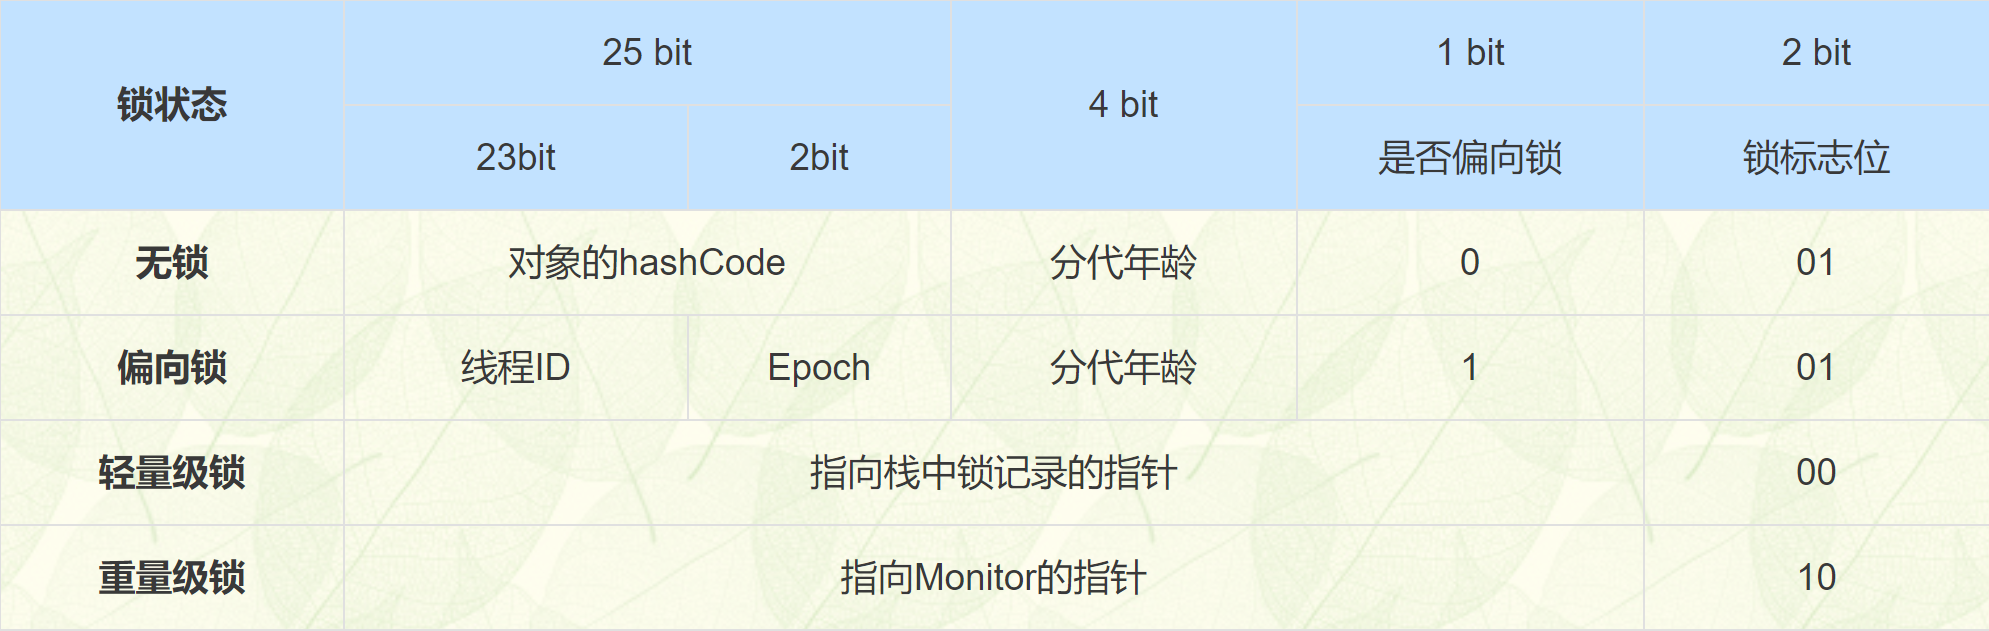 锁状态 25 bit 4 bit 1 bit 2 bit
23bit 2bit 是否偏向锁 锁标志位
无锁 对象的hashCode 分代年龄 0 01
偏向锁 线程ID Epoch 分代年龄 1 01
轻量级锁 指向栈中锁记录的指针 00
重量级锁 指向Monitor的指针 10